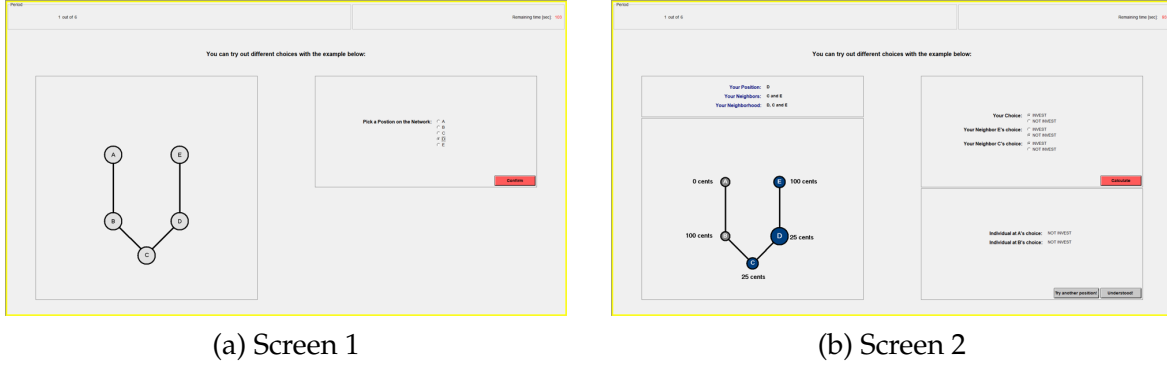 Period
1 out of 6
Remaining time [sec]:
You can try out different choices with the example below:
Pick a Postion on the Network:
A
B
C
D
E
Confirm
A
E
B
D
C
(a) Screen 1
Period
1 out of 6
Remaining time [sec]:
You can try out different choices with the example below:
Your Position: D
Your Neighbors: C and E
Your Neighborhood: D, C and E
0 cents
E
100 cents
100 cents
D
25 cents
C
25 cents
Your Choice:
INVEST
NOT INVEST
Your Neighbor E's choice:
INVEST
NOT INVEST
Your Neighbor C's choice:
INVEST
NOT INVEST
Calculate
Individual at A's choice: NOT INVEST
Individual at B's choice: NOT INVEST
Try another position!
Understood!
(b) Screen 2